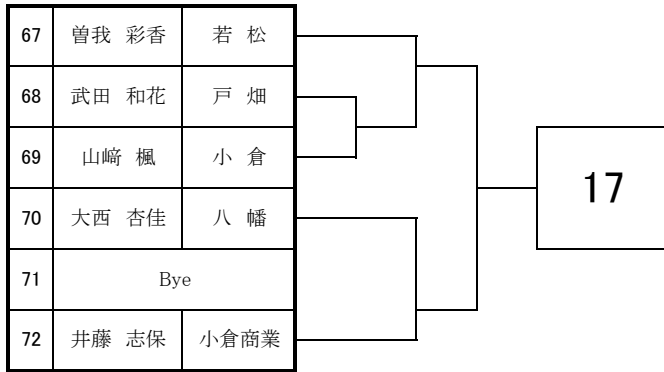 67 曽我 彩香 若 松
68 武田 和花 戸 畑
69 山﨑 楓 小 倉
70 大西 杏佳 八 幡
71 Bye
72 井藤 志保 小倉商業
17